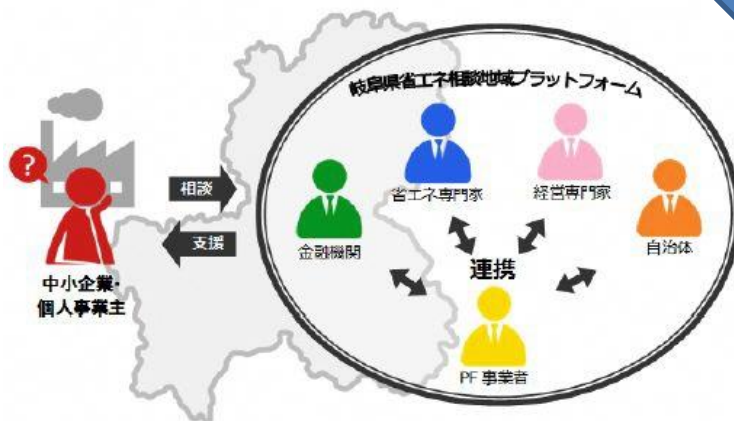 岐阜県省エネ相談地域プラットフォーム
?
相談
支援
中小企業・
個人事業主
省エネ専門家
経営専門家
金融機関
自治体
連携
PF事業者